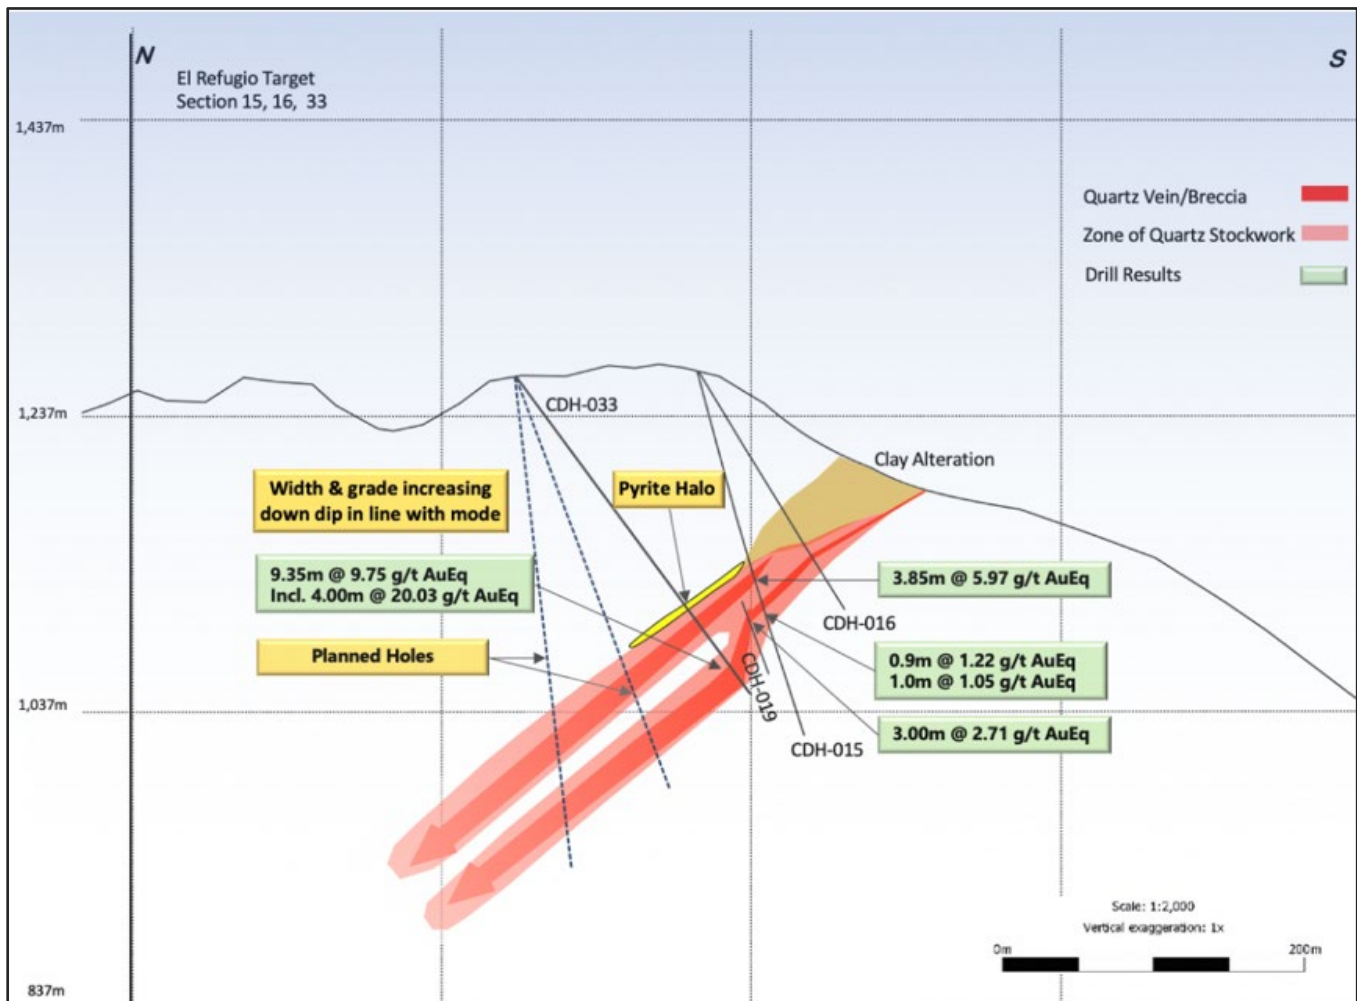 N
S
El Refugio Target
Section 15, 16, 33
1,437m
Quartz Vein/Breccia
Zone of Quartz Stockwork
Drill Results
CDH-033
1,237m
Clay Alteration
Width & grade increasing
down dip in line with mode
Pyrite Halo
9.35m @ 9.75 g/t AuEq
Incl. 4.00m @ 20.03 g/t AuEq
3.85m @ 5.97 g/t AuEq
CDH-016
Planned Holes
0.9m @ 1.22 g/t AuEq
1.0m @ 1.05 g/t AuEq
CDH-019
1,037m
3.00m @ 2.71 g/t AuEq
CDH-015
Scale: 1:2,000
Vertical exaggeration: 1x
0m
200m
837m